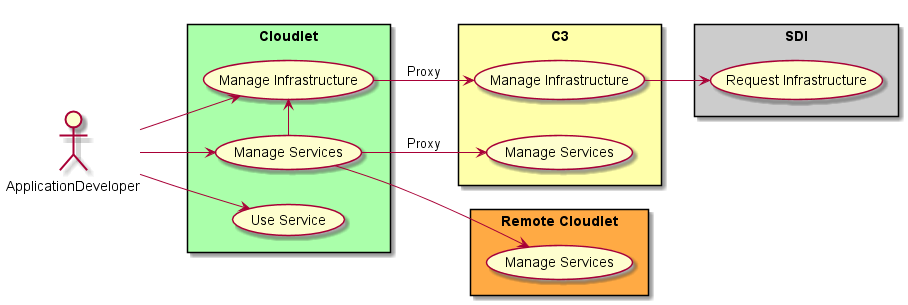 Cloudlet
C3
SDI
Manage Infrastructure
Proxy
Manage Infrastructure
Request Infrastructure
Manage Services
Proxy
Manage Services
ApplicationDeveloper
Use Service
Remote Cloudlet
Manage Services